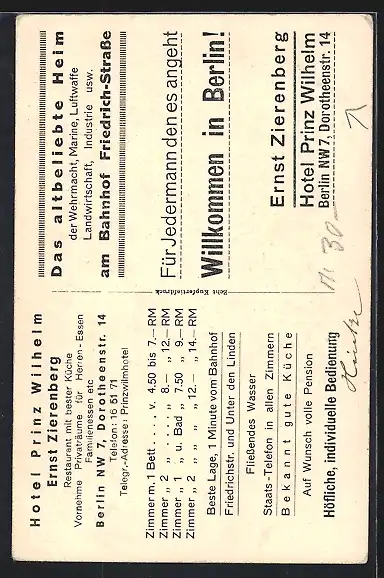 Hotel Prinz Wilhelm
Ernst Zierenberg
Restaurant mit bester Küche
Vornehme Privaträume für Herren-Essen
Familienessen etc
Berlin NW 7, Dorotheenstr. 14
Telefon: 16 51 71
Telegr.-Adresse: Prinzwilmhotel
Zimmer m. 1 Bett . . . v. 4.50 bis 7.—RM
Zimmer „ 2 „ . . . . . „ 8.— „ 12.—RM
Zimmer „ 1 „ u. Bad „ 7.50 „ 9.—RM
Zimmer „ 2 „ „ „ „ 12.— „ 14.—RM
Beste Lage, 1 Minute vom Bahnhof
Friedrichstr. und Unter den Linden
Fließendes Wasser
Staats-Telefon in allen Zimmern
Bekannt gute Küche
Auf Wunsch volle Pension
Höfliche, individuelle Bedienung
Echt Kupfertiefdruck
Das altbeliebte Heim
der Wehrmacht, Marine, Luftwaffe
Landwirtschaft, Industrie usw.
am Bahnhof Friedrich-Straße
Für Jedermann den es angeht
Willkommen in Berlin!
Ernst Zierenberg
Hotel Prinz Wilhelm
Berlin NW 7, Dorotheenstr. 14
30.—